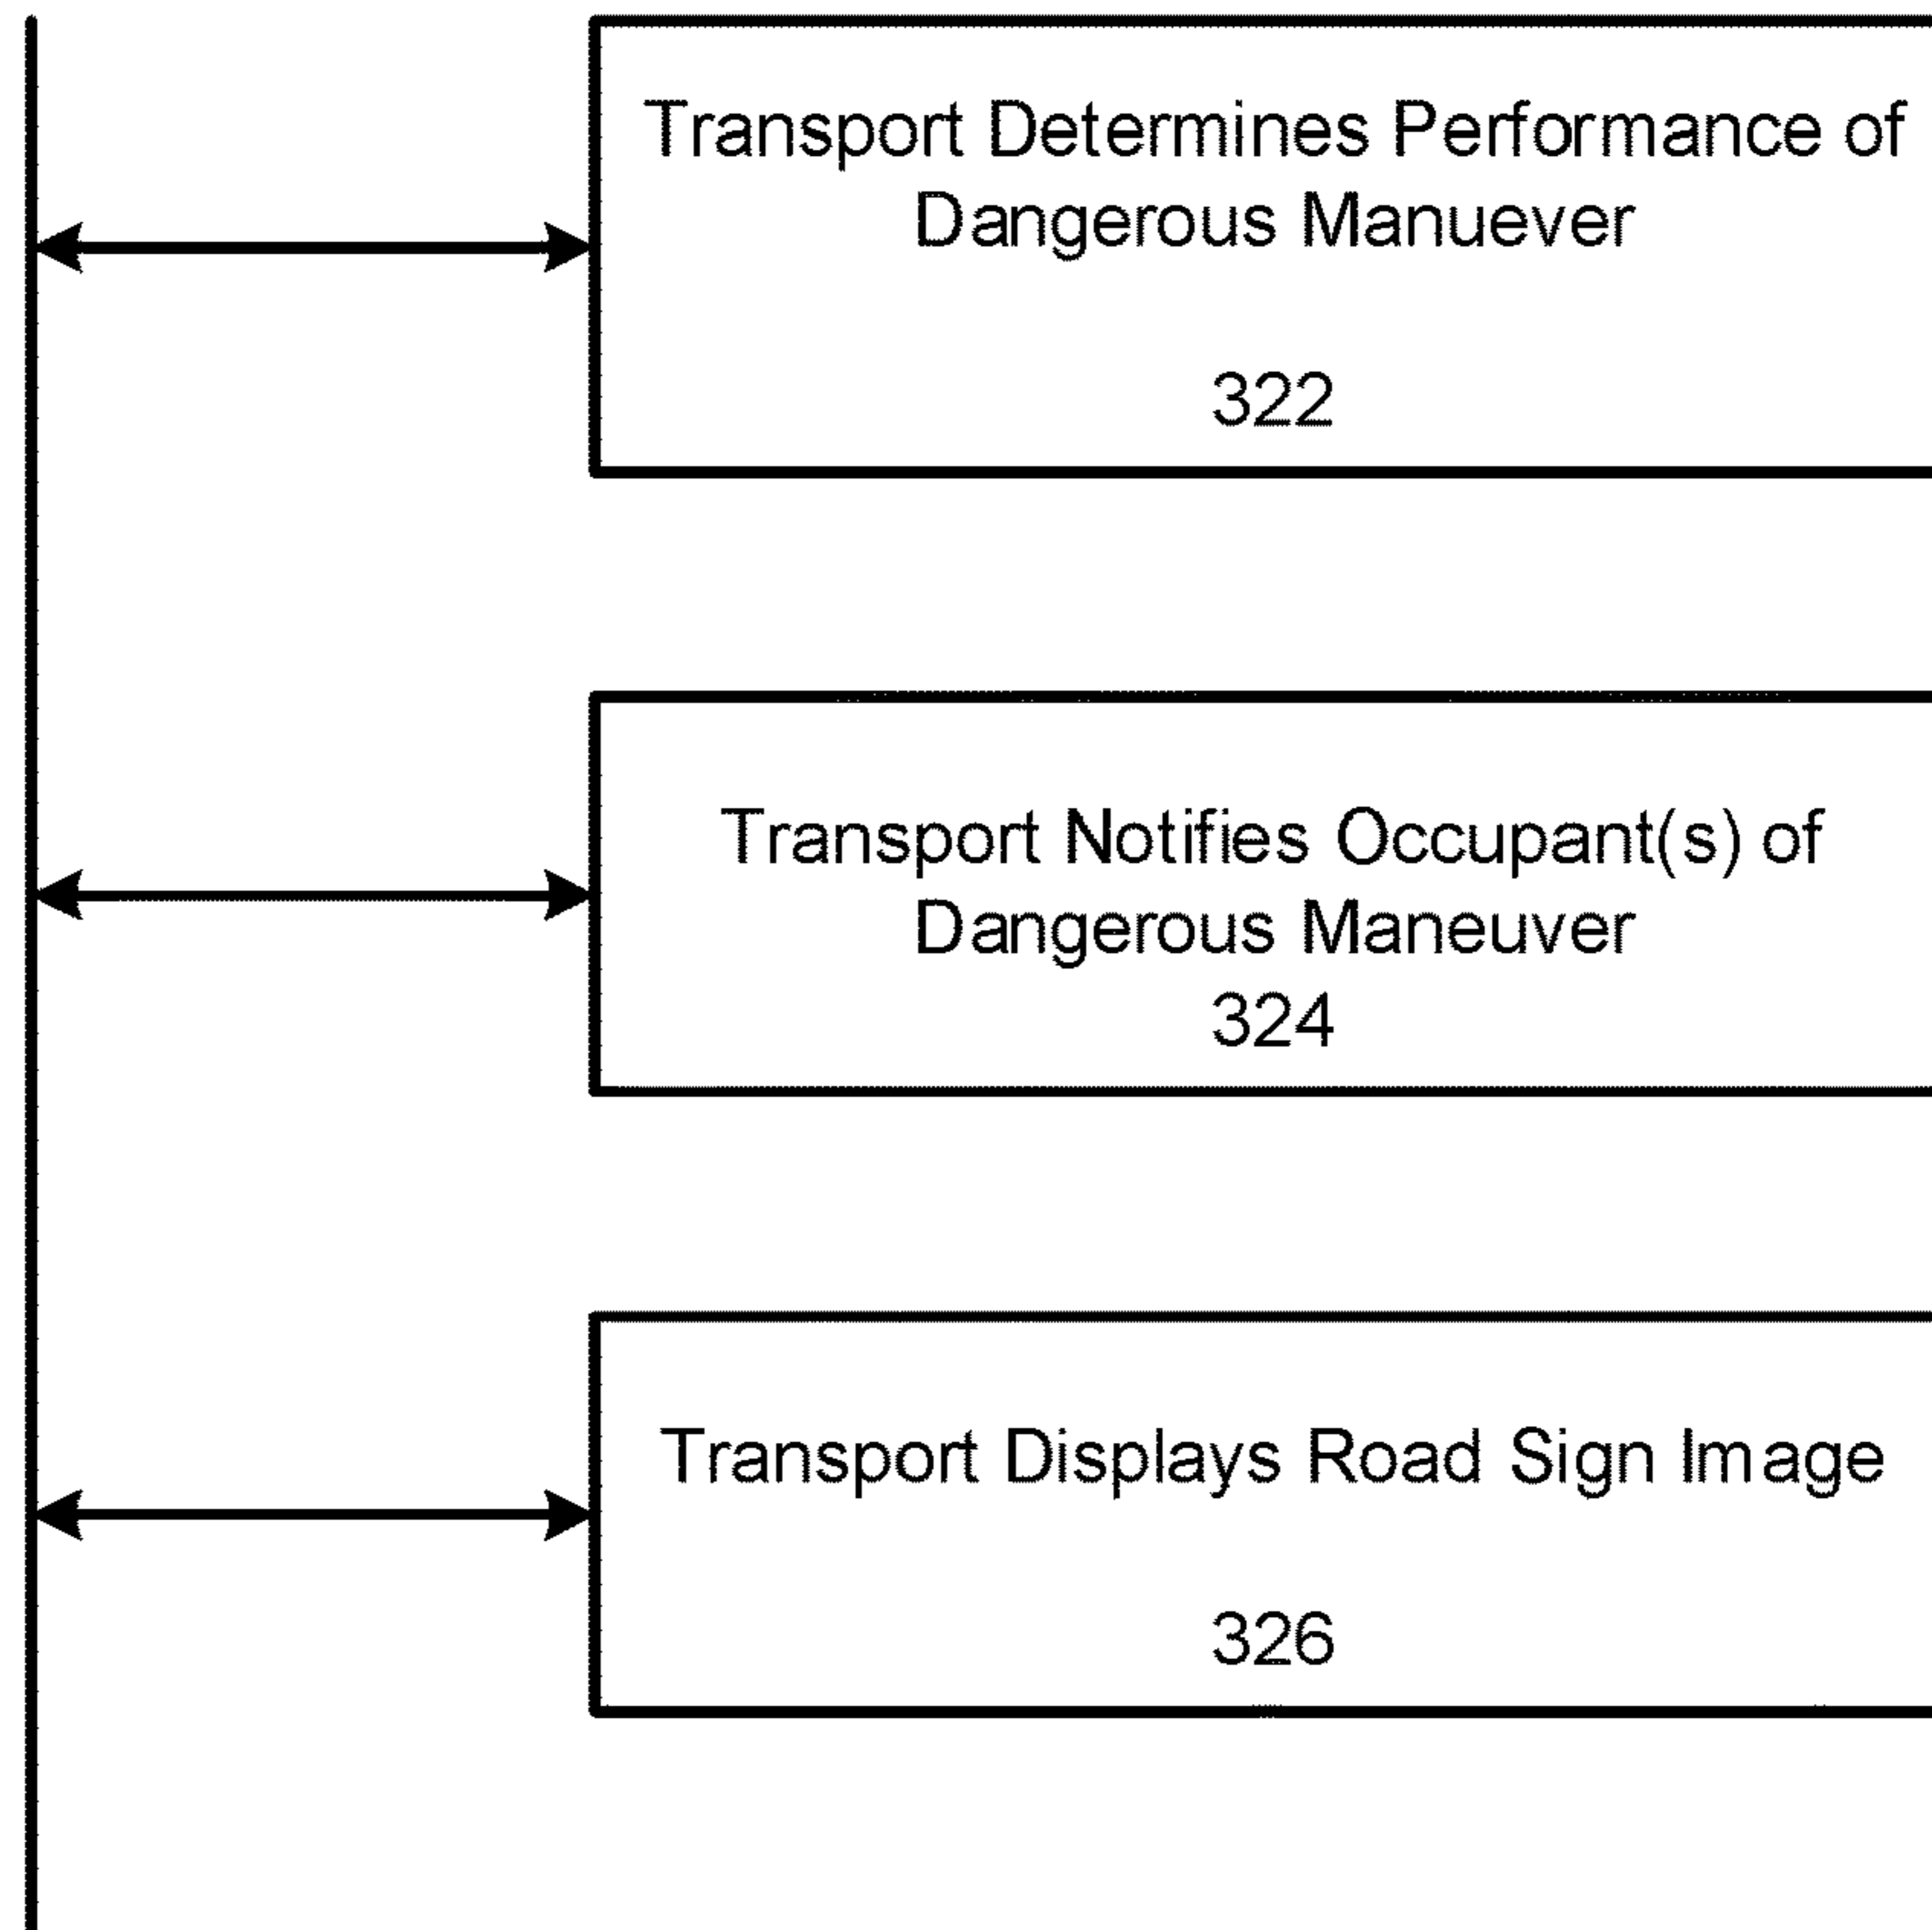 Transport Determines Performance of
Dangerous Manuever
322
Transport Notifies Occupant(s) of
Dangerous Maneuver
324
Transport Displays Road Sign Image
326